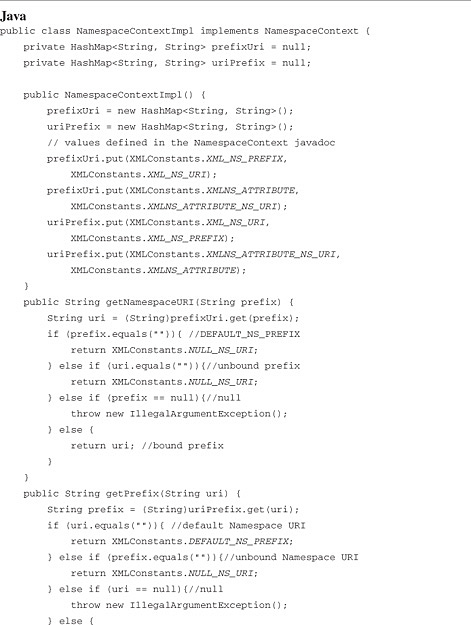 Java
public class NamespaceContextImpl implements NamespaceContext {
    private HashMap<String, String> prefixUri = null;
    private HashMap<String, String> uriPrefix = null;

    public NamespaceContextImpl() {
        prefixUri = new HashMap<String, String>();
        uriPrefix = new HashMap<String, String>();
        // values defined in the NamespaceContext javadoc
        prefixUri.put(XMLConstants.XML_NS_PREFIX,
            XMLConstants.XML_NS_URI);
        prefixUri.put(XMLConstants.XMLNS_ATTRIBUTE,
            XMLConstants.XMLNS_ATTRIBUTE_NS_URI);
        uriPrefix.put(XMLConstants.XML_NS_URI,
            XMLConstants.XML_NS_PREFIX);
        uriPrefix.put(XMLConstants.XMLNS_ATTRIBUTE_NS_URI,
            XMLConstants.XMLNS_ATTRIBUTE);
    }
    public String getNamespaceURI(String prefix) {
        String uri = (String)prefixUri.get(prefix);
        if (prefix.equals("")){ //DEFAULT_NS_PREFIX
            return XMLConstants.NULL_NS_URI;
        } else if (uri.equals("")){//unbound prefix
            return XMLConstants.NULL_NS_URI;
        } else if (prefix == null){//null
            throw new IllegalArgumentException();
        } else {
            return uri; //bound prefix
        }
    }
    public String getPrefix(String uri) {
        String prefix = (String)uriPrefix.get(uri);
        if (uri.equals("")){ //default Namespace URI
            return XMLConstants.DEFAULT_NS_PREFIX;
        } else if (prefix.equals("")){//unbound Namespace URI
            return XMLConstants.NULL_NS_URI;
        } else if (uri == null){//null
            throw new IllegalArgumentException();
        } else {